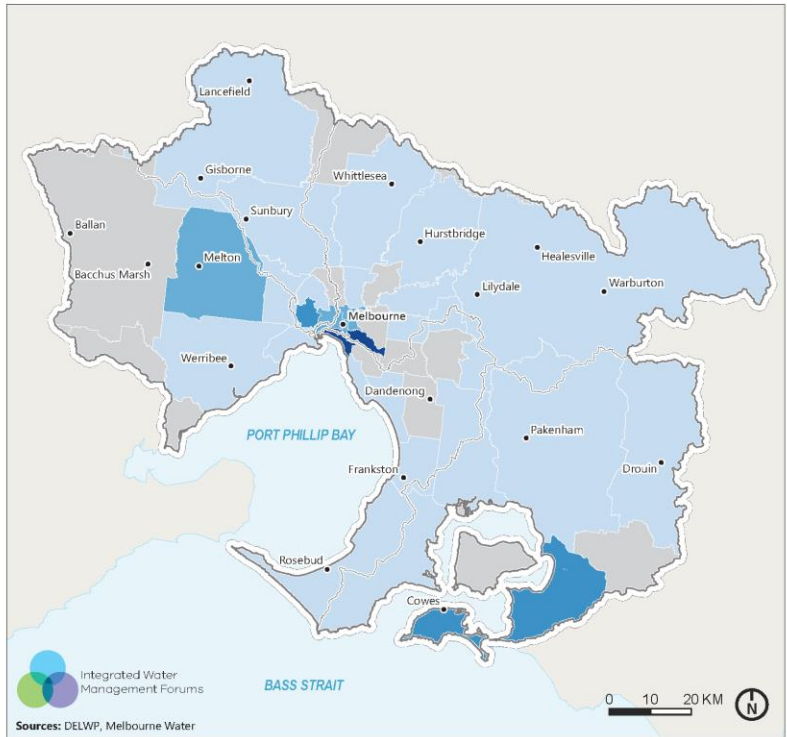 Lancefield
Gisborne
Whittlesea
Sunbury
Ballan
Hurstbridge
Healesville
Melton
Bacchus Marsh
Lilydale
Warburton
Melbourne
Werribee
Dandenong
PORT PHILLIP BAY
Pakenham
Drouin
Frankston
Rosebud
Cowes
Integrated Water
Management Forums
BASS STRAIT
0 10 20 KM
N
Sources: DELWP, Melbourne Water